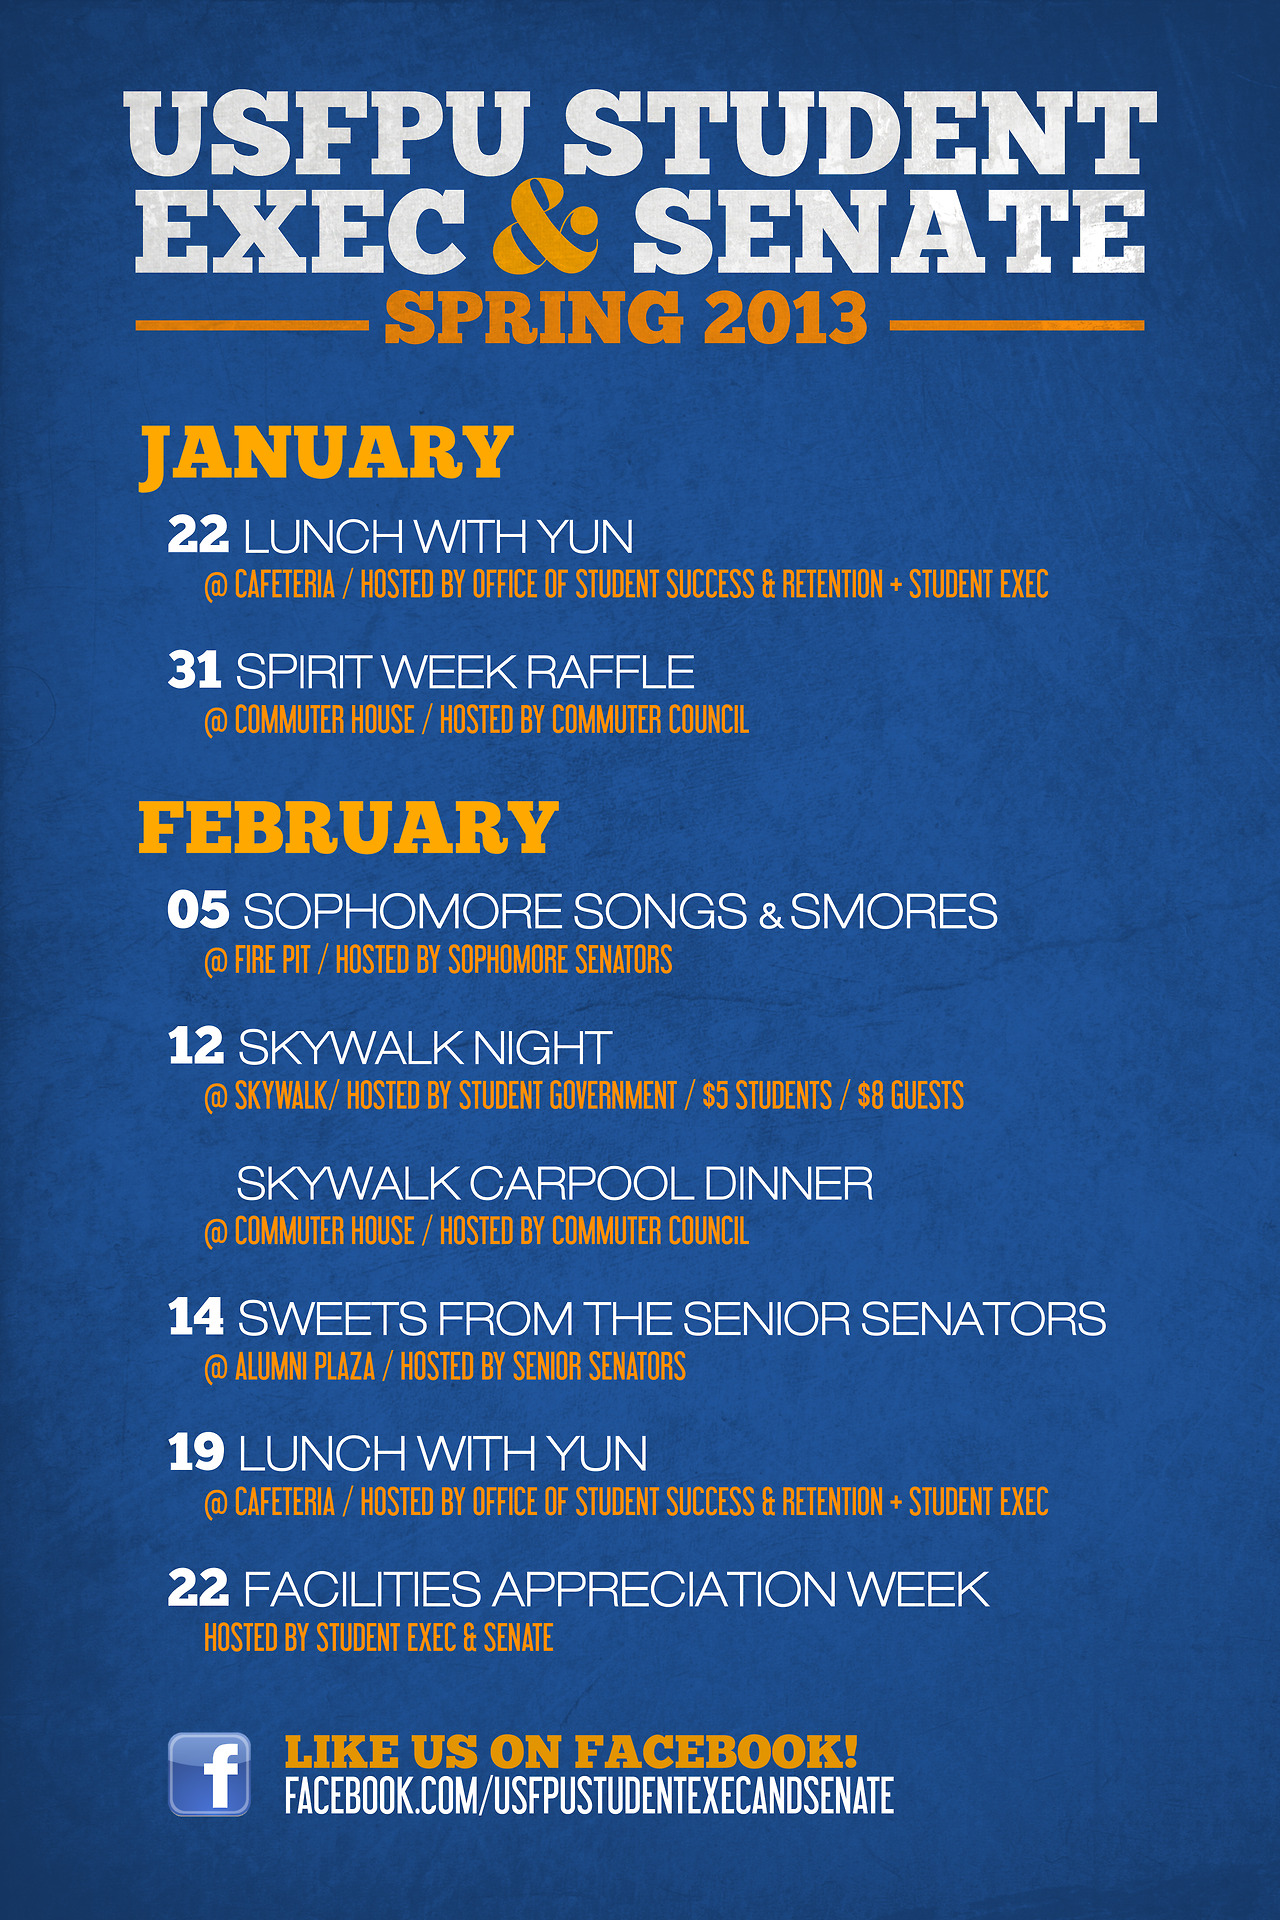 USFPU STUDENT
EXEC & SENATE
SPRING 2013
JANUARY
22 LUNCH WITH YUN
@ CAFETERIA / HOSTED BY OFFICE OF STUDENT SUCCESS & RETENTION + STUDENT EXEC
31 SPIRIT WEEK RAFFLE
@ COMMUTER HOUSE / HOSTED BY COMMUTER COUNCIL
FEBRUARY
05 SOPHOMORE SONGS & SMORES
@ FIRE PIT / HOSTED BY SOPHOMORE SENATORS
12 SKYWALK NIGHT
@ SKYWALK/ HOSTED BY STUDENT GOVERNMENT / $5 STUDENTS / $8 GUESTS
SKYWALK CARPOOL DINNER
@ COMMUTER HOUSE / HOSTED BY COMMUTER COUNCIL
14 SWEETS FROM THE SENIOR SENATORS
@ ALUMNI PLAZA / HOSTED BY SENIOR SENATORS
19 LUNCH WITH YUN
@ CAFETERIA / HOSTED BY OFFICE OF STUDENT SUCCESS & RETENTION + STUDENT EXEC
22 FACILITIES APPRECIATION WEEK
HOSTED BY STUDENT EXEC & SENATE
f
LIKE US ON FACEBOOK!
FACEBOOK.COM/USFPUSTUDENTEXECANDSENATE